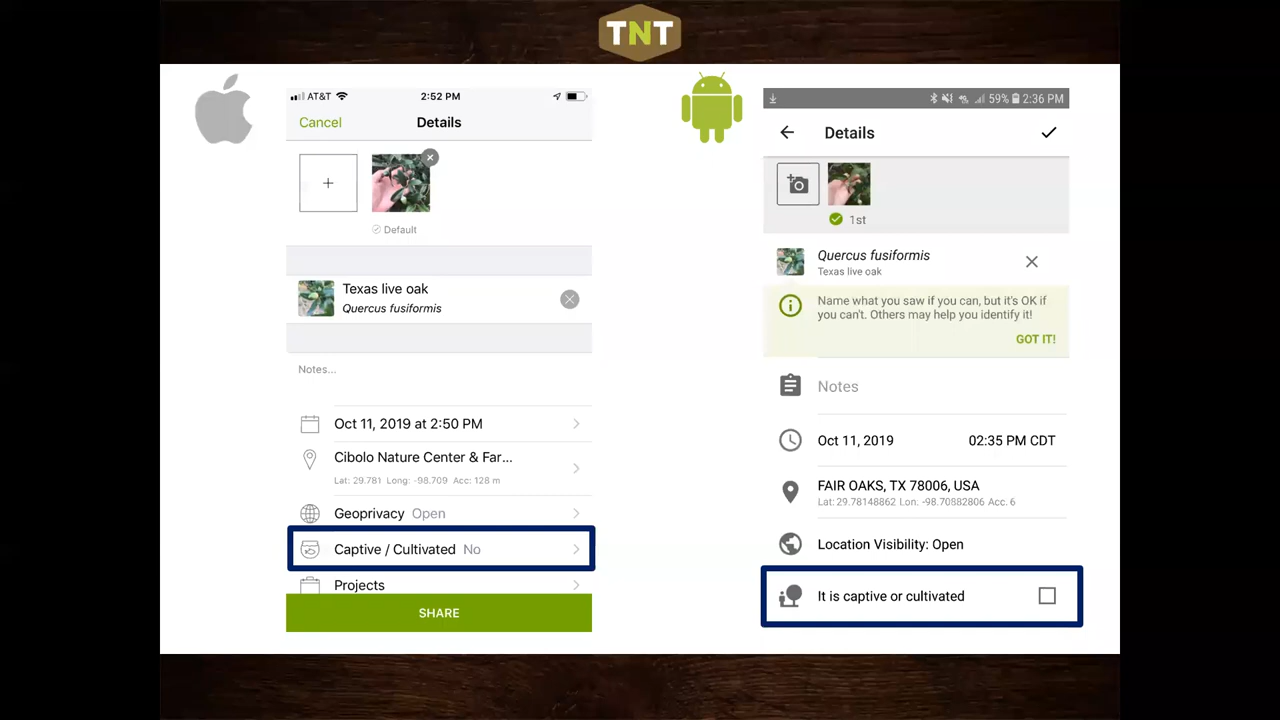 TNT
AT&T
2:52 PM
Cancel
Details
Default
Texas live oak
Quercus fusiformis
Notes...
Oct 11, 2019 at 2:50 PM
Cibolo Nature Center & Far...
Lat: 29.781 Long: -98.709 Acc: 128 m
Geoprivacy Open
Captive / Cultivated No
Projects
SHARE
59% 2:36 PM
Details
1st
Quercus fusiformis
Texas live oak
Name what you saw if you can, but it's OK if
you can't. Others may help you identify it!
GOT IT!
Notes
Oct 11, 2019 02:35 PM CDT
FAIR OAKS, TX 78006, USA
Lat: 29.78148862 Lon. -98.70882806 Acc. 6
Location Visibility: Open
It is captive or cultivated